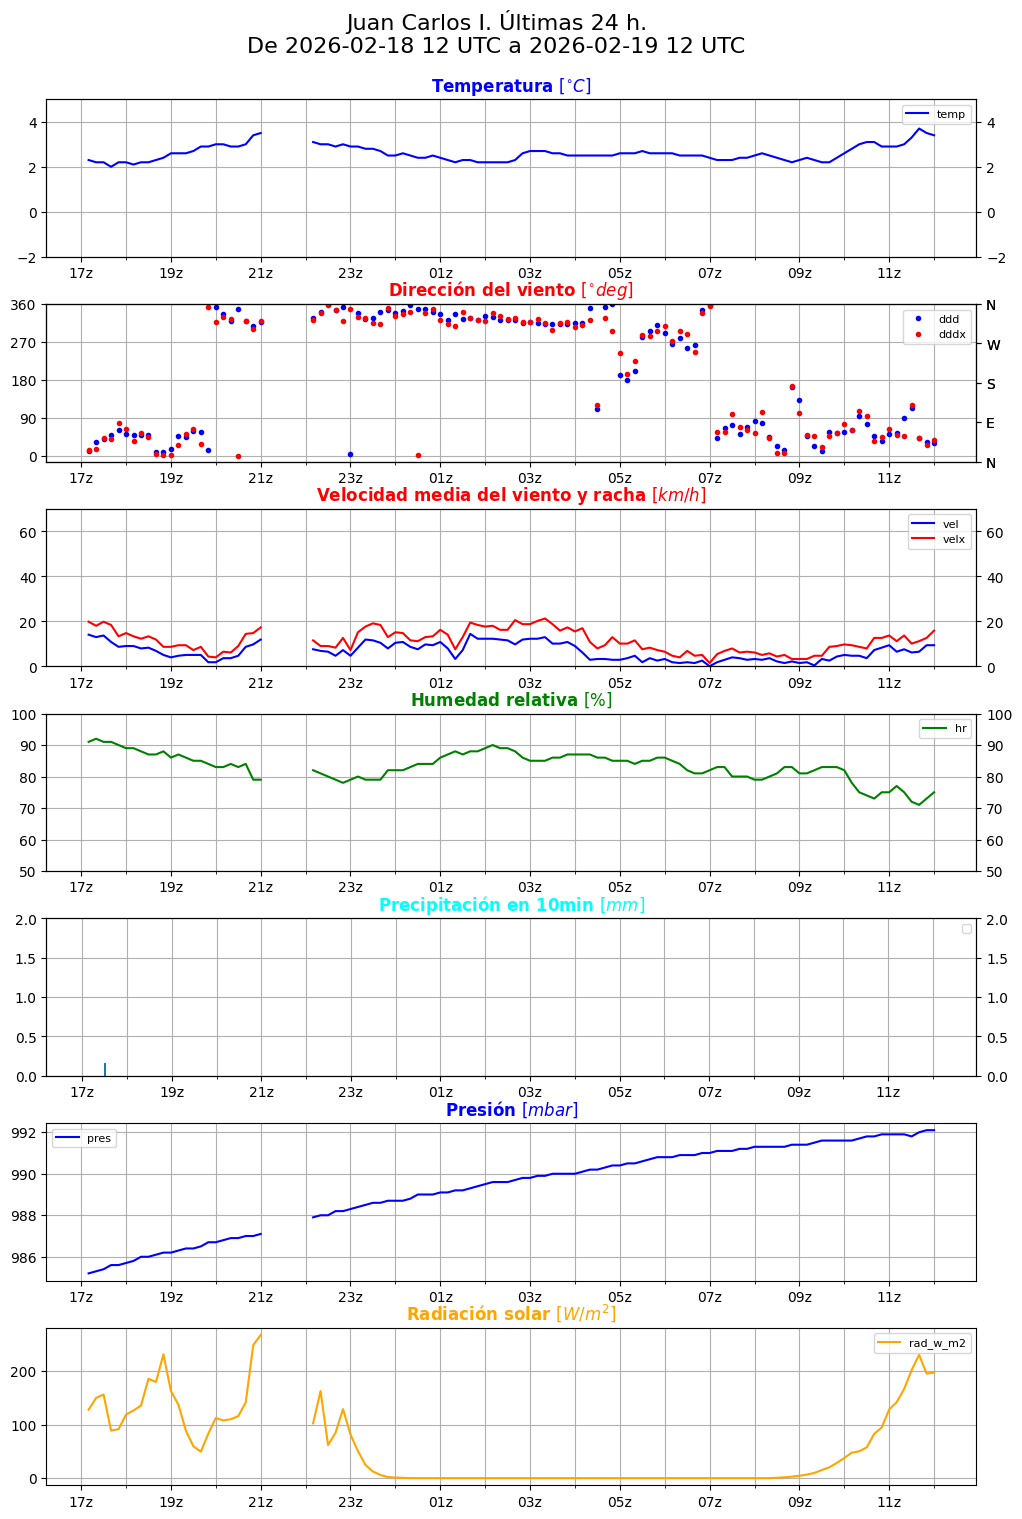 Juan Carlos I. Últimas 24 h.
De 2026-02-18 12 UTC a 2026-02-19 12 UTC
Temperatura [°C]
4
2
0
−2
temp
4
2
0
−2
17z 19z 21z 23z 01z 03z 05z 07z 09z 11z
Dirección del viento [°deg]
360
270
180
90
0
ddd
dddx
N
W
S
E
N
17z 19z 21z 23z 01z 03z 05z 07z 09z 11z
Velocidad media del viento y racha [km/h]
60
40
20
0
vel
velx
60
40
20
0
17z 19z 21z 23z 01z 03z 05z 07z 09z 11z
Humedad relativa [%]
100
90
80
70
60
50
hr
100
90
80
70
60
50
17z 19z 21z 23z 01z 03z 05z 07z 09z 11z
Precipitación en 10min [mm]
2.0
1.5
1.0
0.5
0.0
2.0
1.5
1.0
0.5
0.0
17z 19z 21z 23z 01z 03z 05z 07z 09z 11z
Presión [mbar]
992
990
988
986
pres
17z 19z 21z 23z 01z 03z 05z 07z 09z 11z
Radiación solar [W/m²]
200
100
0
rad_w_m2
17z 19z 21z 23z 01z 03z 05z 07z 09z 11z